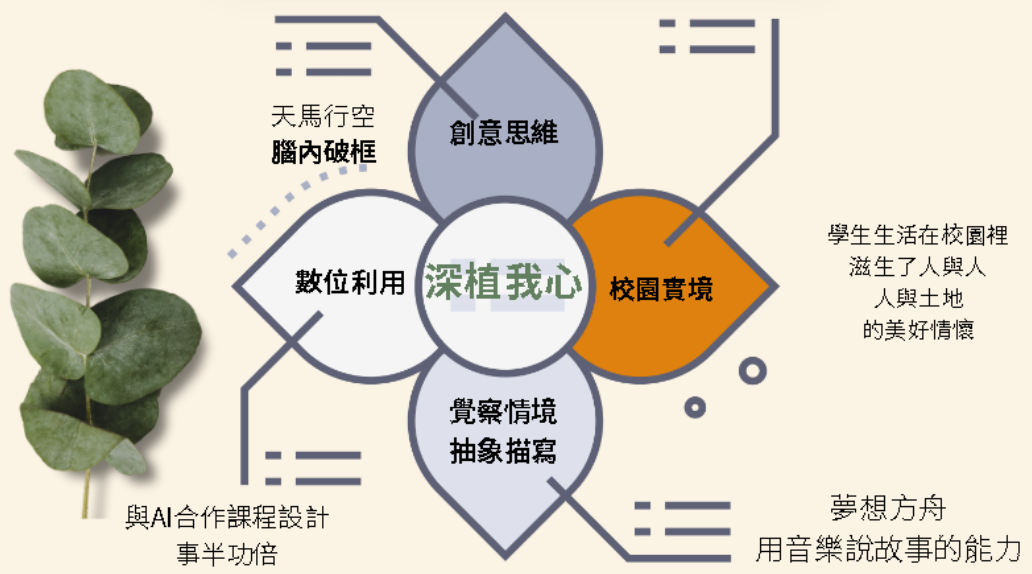 天馬行空
腦內破框
創意思維
數位利用
深植我心
校園實境
學生生活在校園裡
滋生了人與人
人與土地
的美好情懷
覺察情境
抽象描寫
與AI合作課程設計
事半功倍
夢想方舟
用音樂說故事的能力